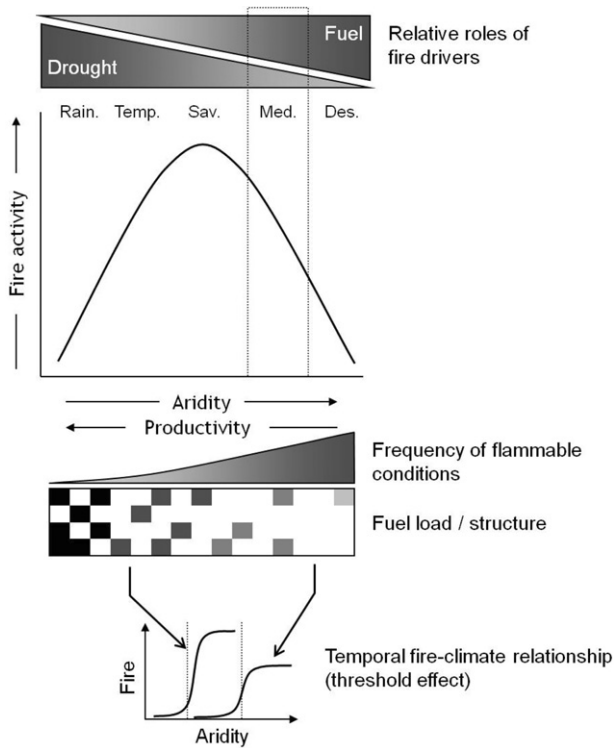 Fuel
Drought
Relative roles of
fire drivers
Rain. Temp. Sav. Med. Des.
Fire activity
Aridity
Productivity
Frequency of flammable
conditions
Fuel load / structure
Fire
Aridity
Temporal fire-climate relationship
(threshold effect)